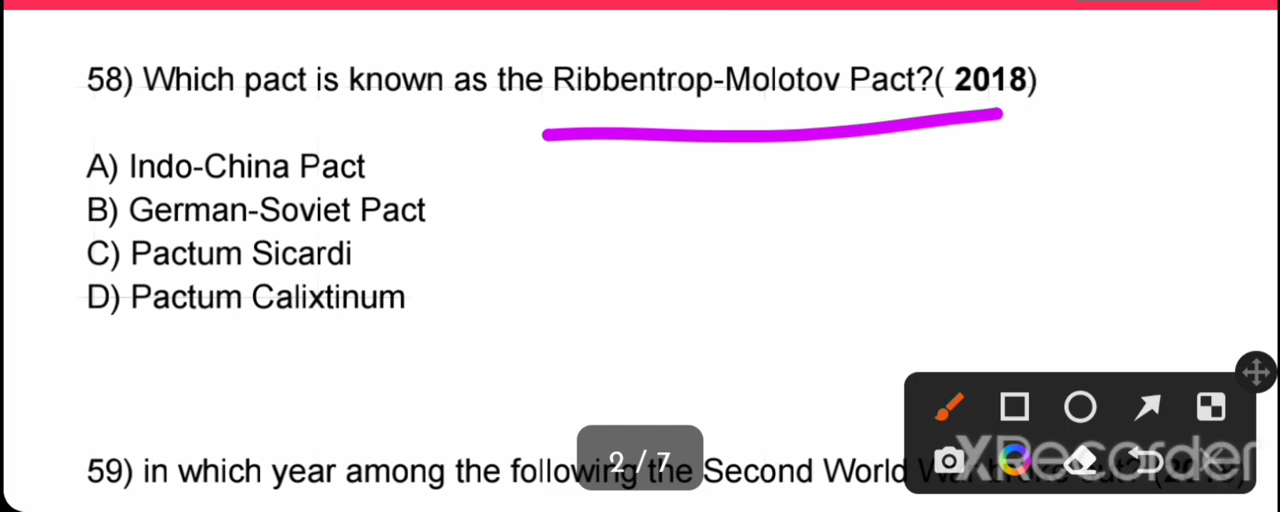 58) Which pact is known as the Ribbentrop-Molotov Pact?( 2018)
A) Indo-China Pact
B) German-Soviet Pact
C) Pactum Sicardi
D) Pactum Calixtinum
2 / 7
59) in which year among the following the Second World
XRecorder